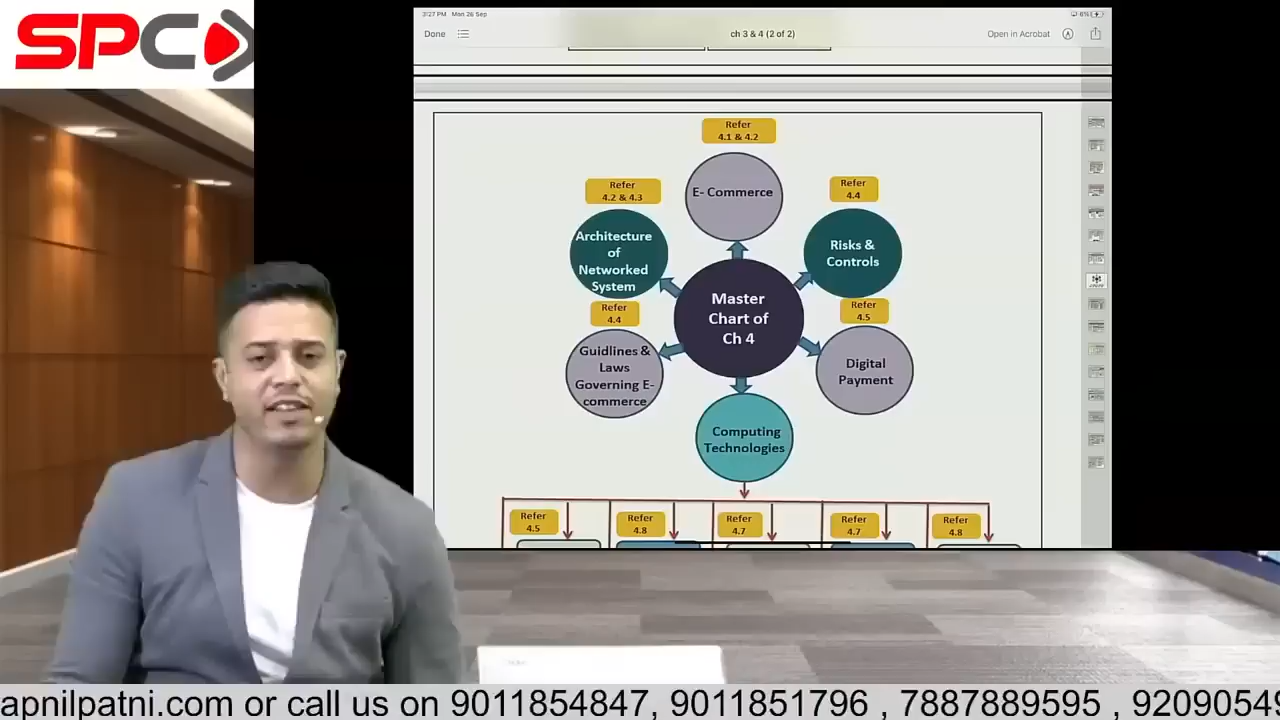 SPC
3:27 PM Mon 26 Sep
6%
Done
ch 3 & 4 (2 of 2)
Open in Acrobat
Refer
4.1 & 4.2
E- Commerce
Refer
4.2 & 4.3
Architecture
of
Networked
System
Refer
4.4
Risks &
Controls
Master
Chart of
Ch 4
Refer
4.4
Guidlines &
Laws
Governing E-
commerce
Refer
4.5
Digital
Payment
Computing
Technologies
Refer
4.5
Refer
4.8
Refer
4.7
Refer
4.7
Refer
4.8
apnilpatni.com or call us on 9011854847, 9011851796 , 7887889595 , 92090549